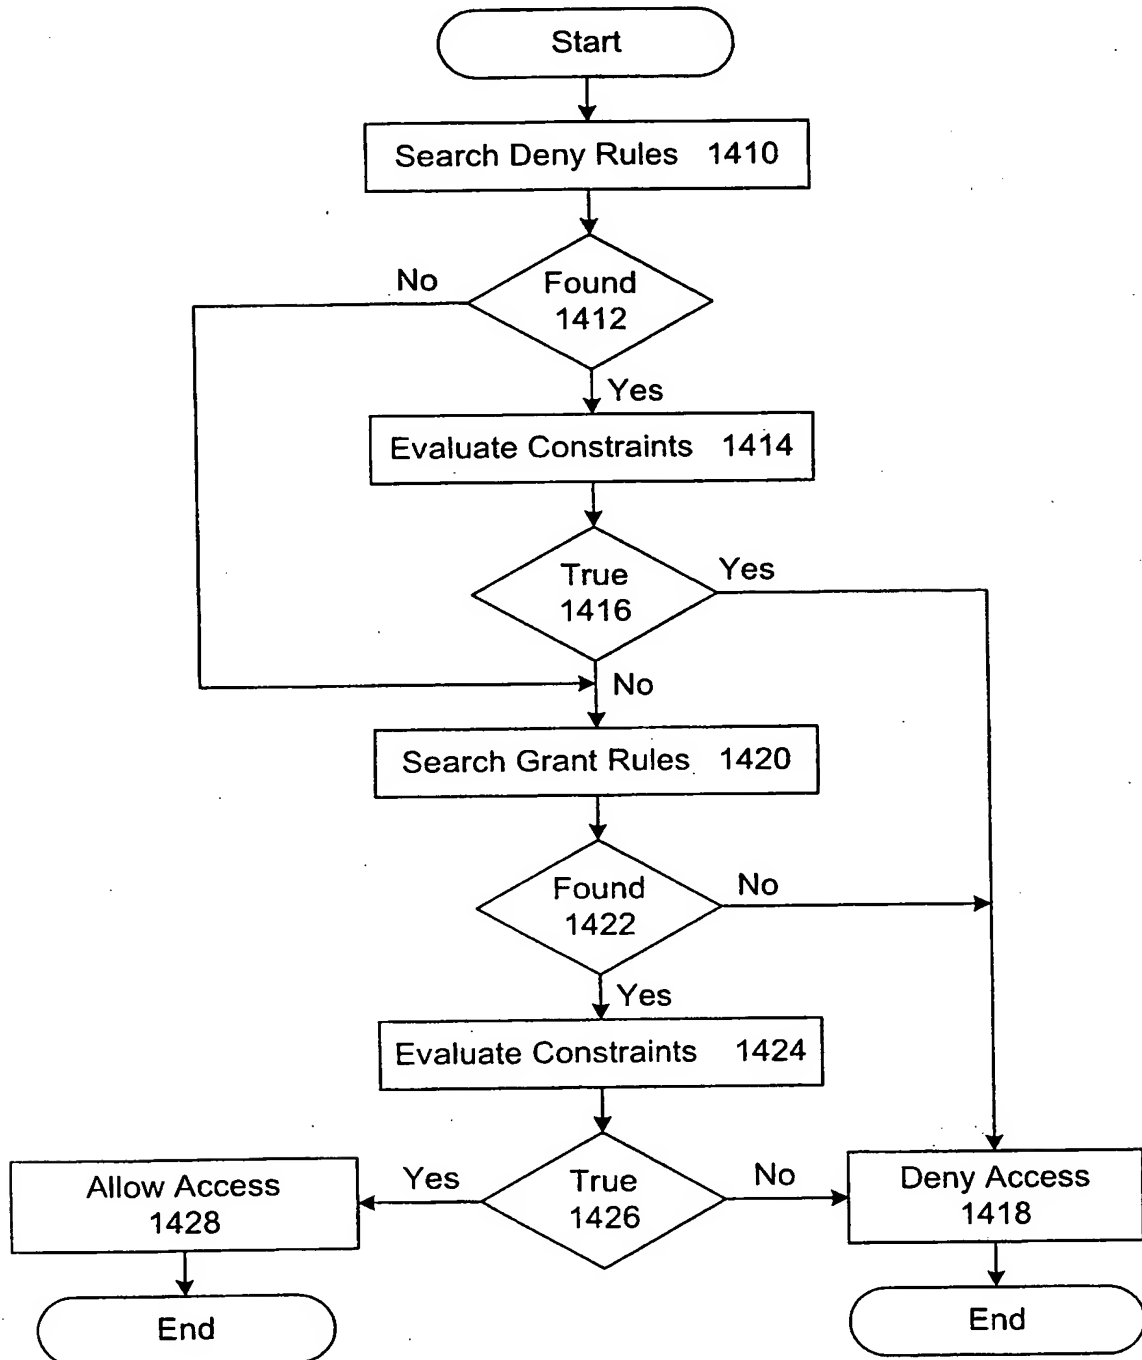 Start
Search Deny Rules 1410
No
Found
1412
Yes
Evaluate Constraints 1414
True
1416
Yes
No
Search Grant Rules 1420
Found
1422
No
Yes
Evaluate Constraints 1424
Allow Access
1428
Yes
True
1426
No
Deny Access
1418
End
End